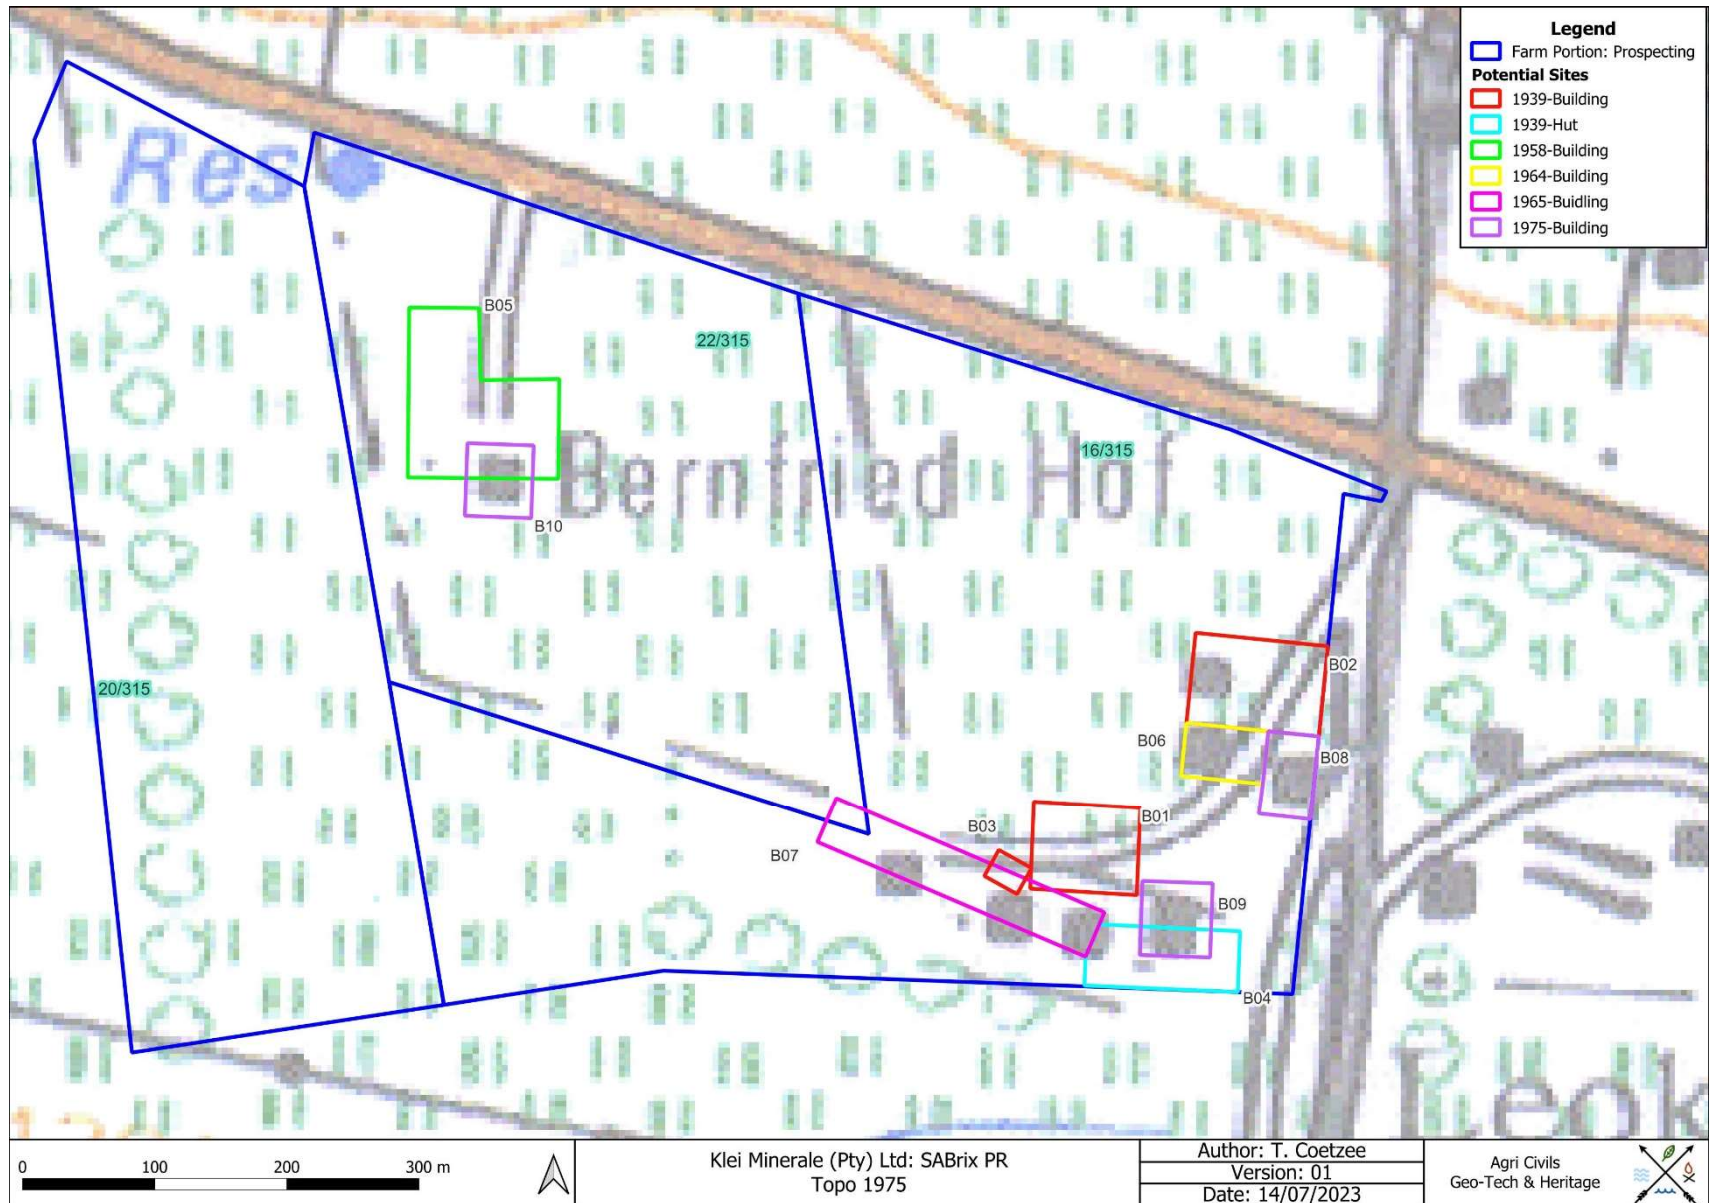 Legend
Farm Portion: Prospecting
Potential Sites
1939-Building
1939-Hut
1958-Building
1964-Building
1965-Buidling
1975-Building
Res
B05
22/315
16/315
Bernfried Hof
B10
B02
20/315
B06
B08
B01
B03
B07
B09
B04
0 100 200 300 m
Klei Minerale (Pty) Ltd: SABrix PR
Topo 1975
Author: T. Coetzee
Version: 01
Date: 14/07/2023
Agri Civils
Geo-Tech & Heritage